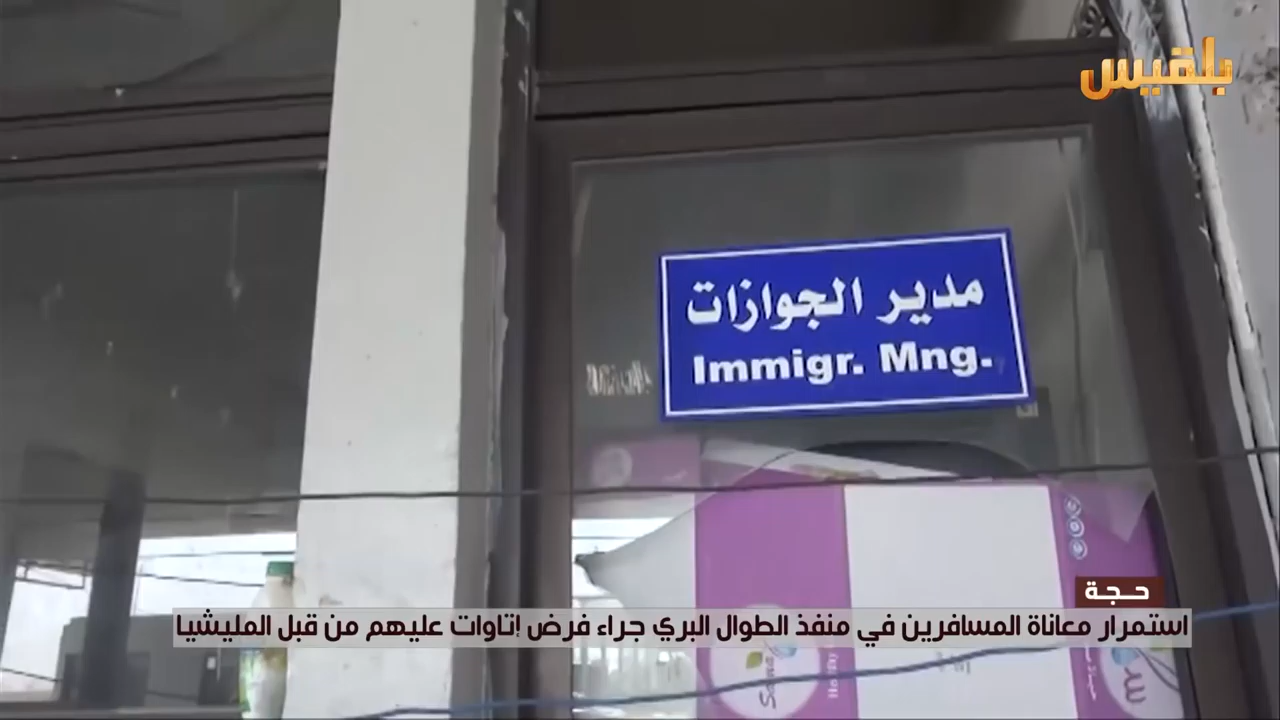 بلقيس
مدير الجوازات
Immigr. Mng.
حجة
استمرار معاناة المسافرين في منفذ الطوال البري جراء فرض إتاوات عليهم من قبل المليشيا